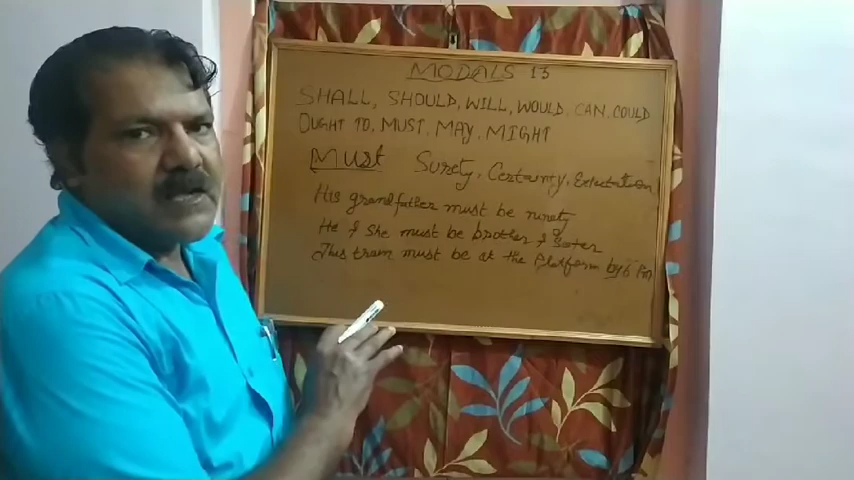 MODALS 13
SHALL, SHOULD, WILL, WOULD, CAN, COULD
OUGHT TO, MUST, MAY, MIGHT
Must Surety, Certainty, Expectation
His grandfather must be ninety
He & she must be brother & sister
This train must be at the Platform by 6 Pm